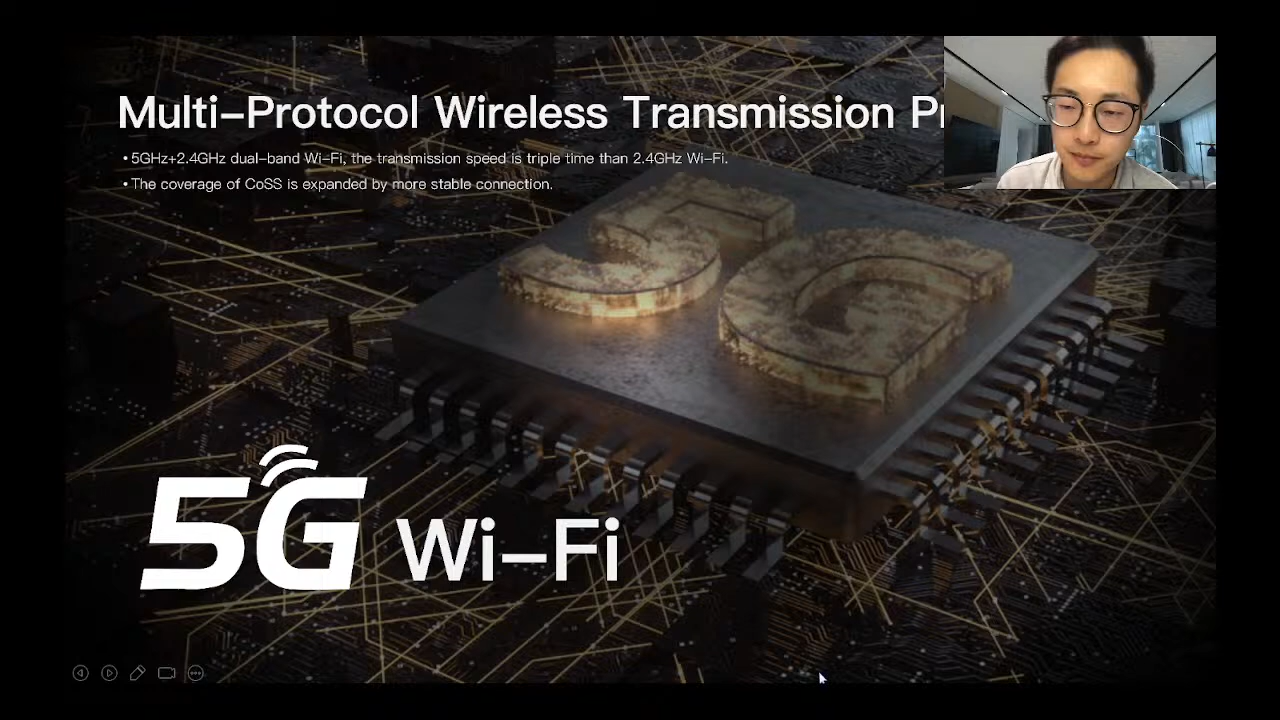 Multi-Protocol Wireless Transmission
• 5GHz+2.4GHz dual-band Wi-Fi, the transmission speed is triple time than 2.4GHz Wi-Fi.
• The coverage of CoSS is expanded by more stable connection.
5G
5G Wi-Fi